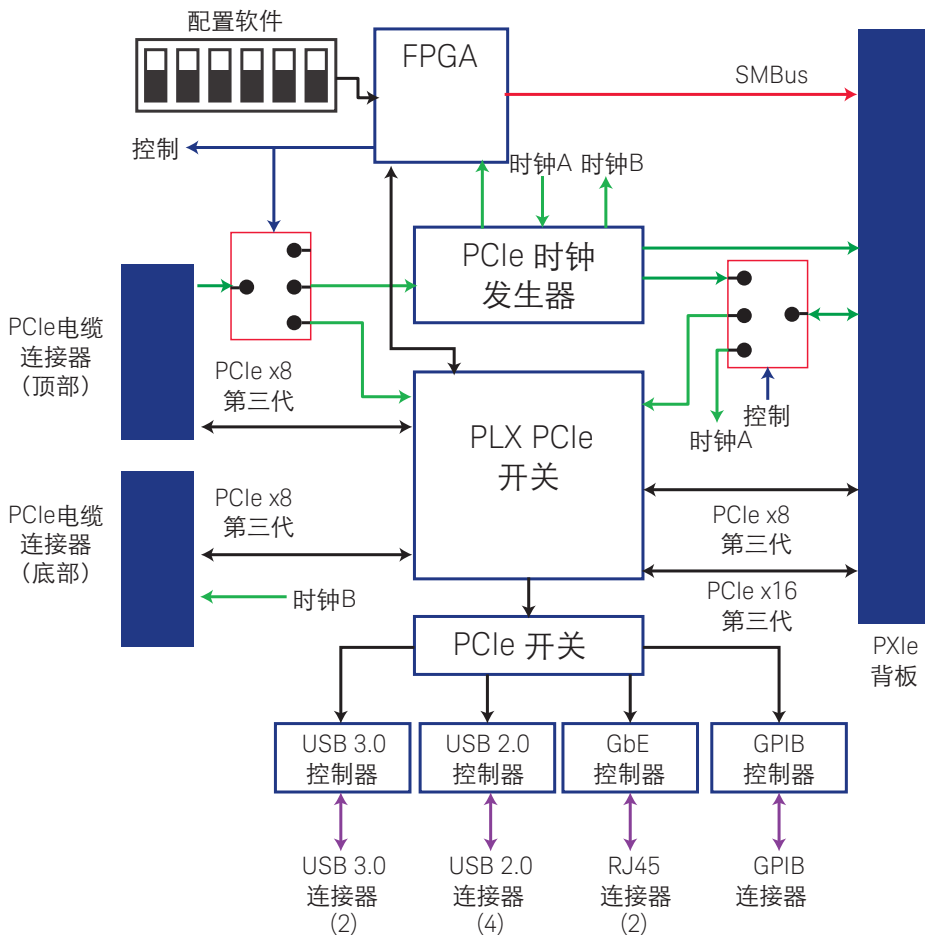 配置软件
FPGA
SMBus
控制
时钟A 时钟B
PCIe 时钟
发生器
PCIe电缆
连接器
（顶部）
PCIe x8
第三代
控制
时钟A
PLX PCIe
开关
PCIe电缆
连接器
（底部）
PCIe x8
第三代
PCIe x8
第三代
时钟B
PCIe x16
第三代
PCIe 开关
PXIe
背板
USB 3.0
控制器
USB 2.0
控制器
GbE
控制器
GPIB
控制器
USB 3.0
连接器
(2)
USB 2.0
连接器
(4)
RJ45
连接器
(2)
GPIB
连接器